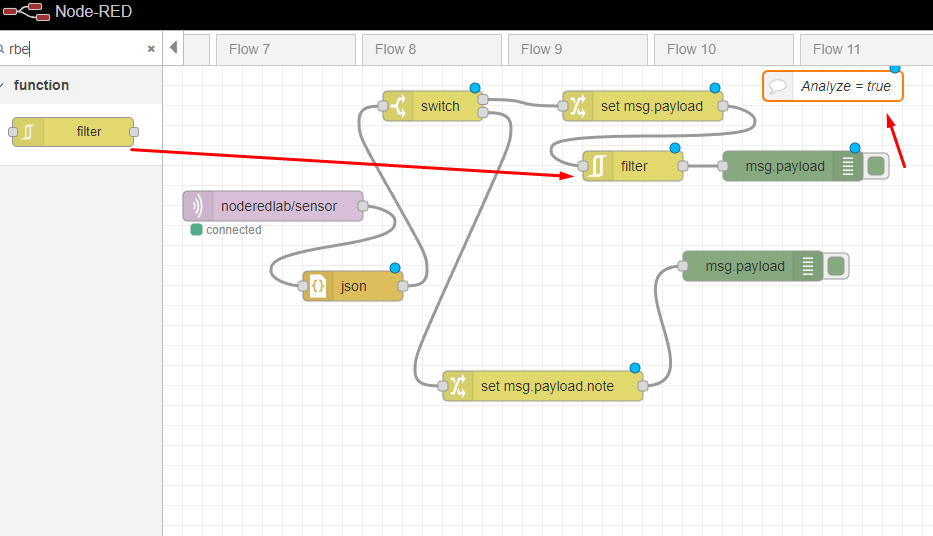 Node-RED
rbe
Flow 7
Flow 8
Flow 9
Flow 10
Flow 11
function
filter
switch
set msg.payload
Analyze = true
filter
msg.payload
noderedlab/sensor
connected
json
msg.payload
set msg.payload.note